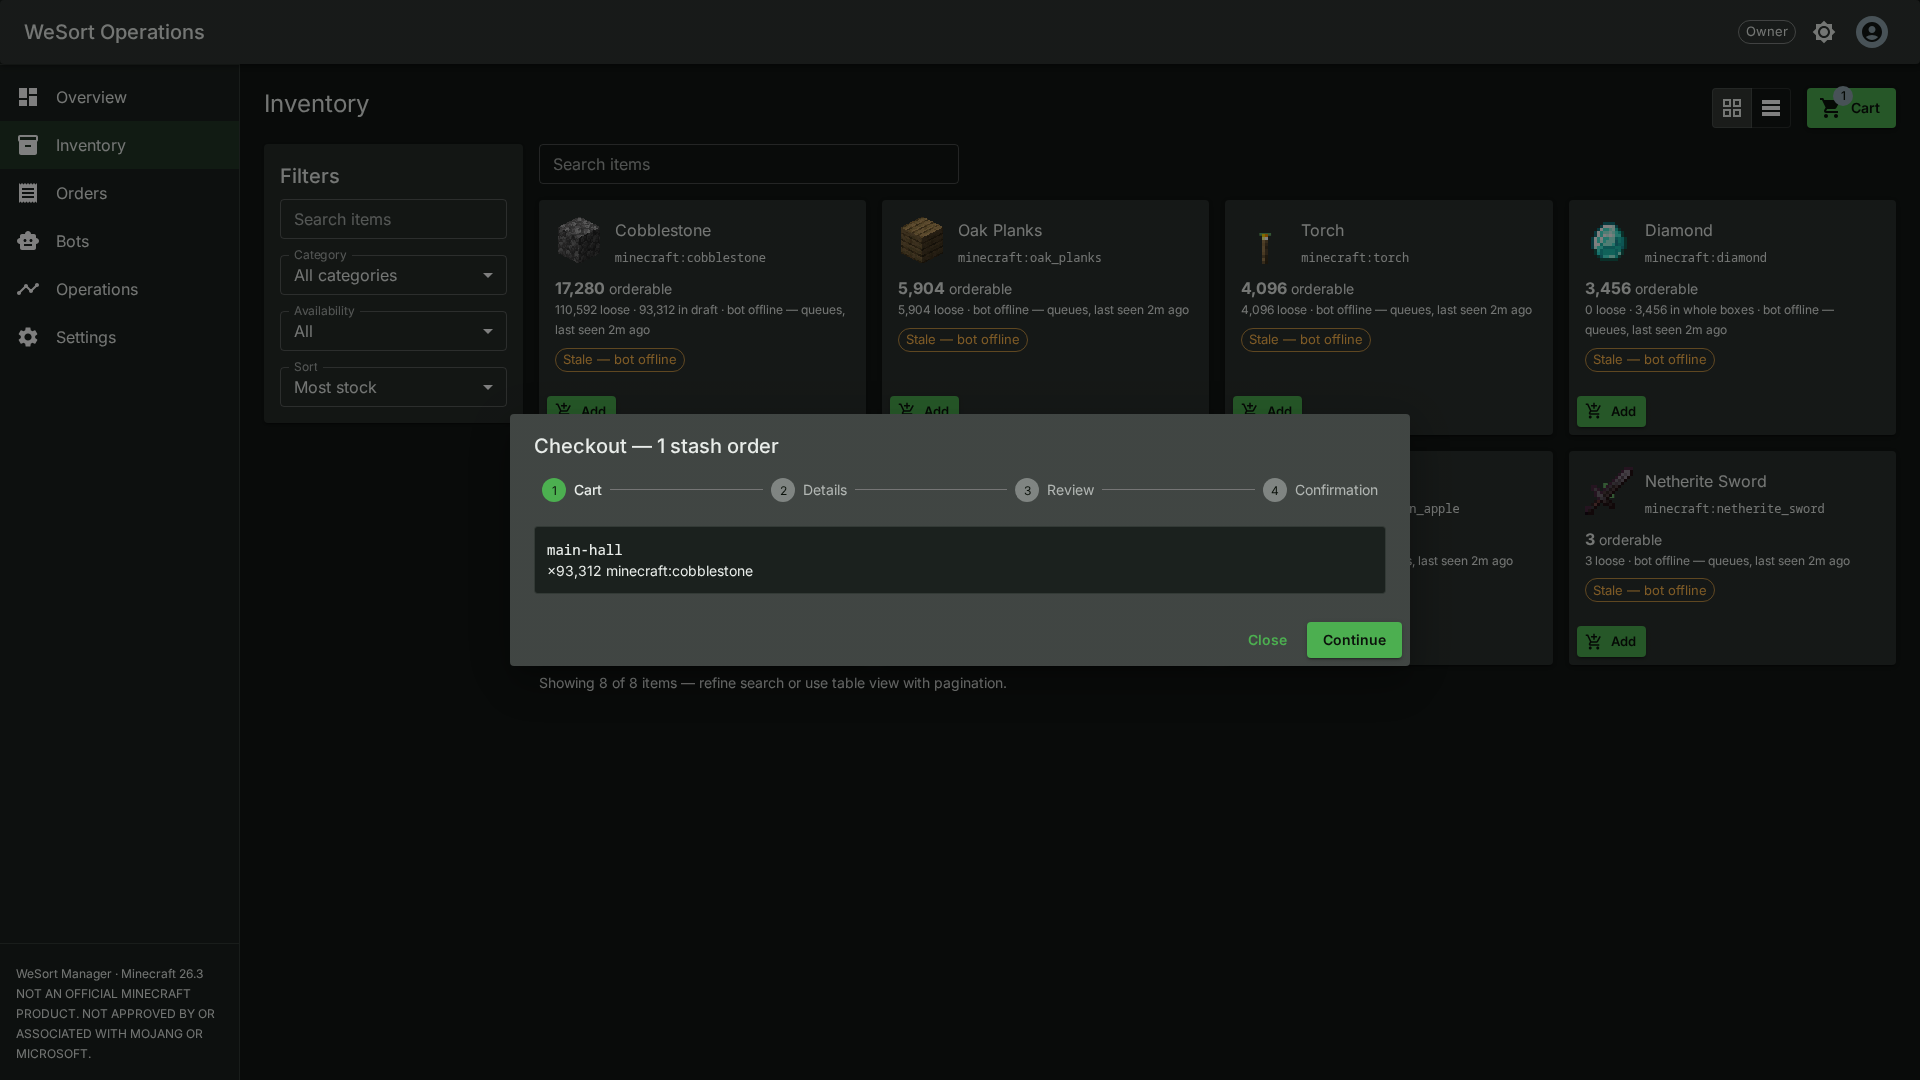 WeSort Operations
Owner
Overview
Inventory
Orders
Bots
Operations
Settings
Inventory
1
Cart
Filters
Search items
Category
All categories
Availability
All
Sort
Most stock
Search items
Cobblestone
minecraft:cobblestone
17,280 orderable
110,592 loose · 93,312 in draft · bot offline — queues,
last seen 2m ago
Stale — bot offline
Add
Oak Planks
minecraft:oak_planks
5,904 orderable
5,904 loose · bot offline — queues, last seen 2m ago
Stale — bot offline
Add
Torch
minecraft:torch
4,096 orderable
4,096 loose · bot offline — queues, last seen 2m ago
Stale — bot offline
Add
Diamond
minecraft:diamond
3,456 orderable
0 loose · 3,456 in whole boxes · bot offline —
queues, last seen 2m ago
Stale — bot offline
Add
Checkout — 1 stash order
1 Cart
2 Details
3 Review
4 Confirmation
main-hall
×93,312 minecraft:cobblestone
Close
Continue
n_apple
s, last seen 2m ago
Netherite Sword
minecraft:netherite_sword
3 orderable
3 loose · bot offline — queues, last seen 2m ago
Stale — bot offline
Add
Showing 8 of 8 items — refine search or use table view with pagination.
WeSort Manager · Minecraft 26.3
NOT AN OFFICIAL MINECRAFT
PRODUCT. NOT APPROVED BY OR
ASSOCIATED WITH MOJANG OR
MICROSOFT.